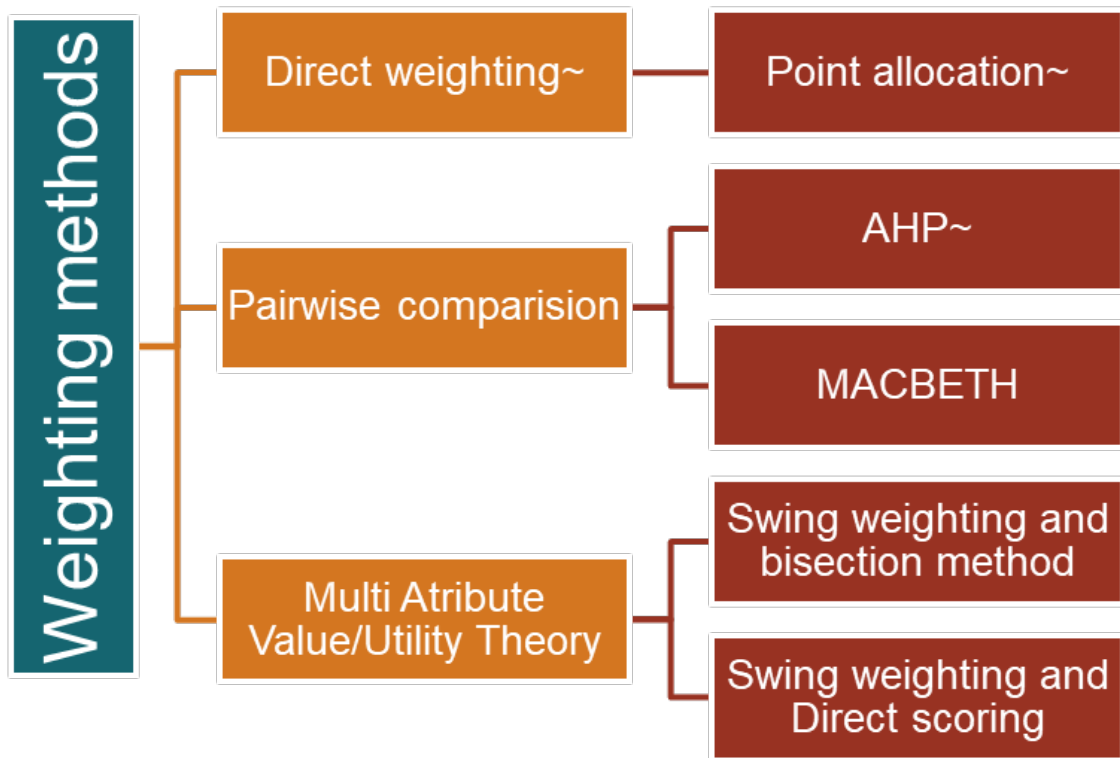 Weighting methods
Direct weighting~
Point allocation~
Pairwise comparision
AHP~
MACBETH
Multi Atribute
Value/Utility Theory
Swing weighting and
bisection method
Swing weighting and
Direct scoring